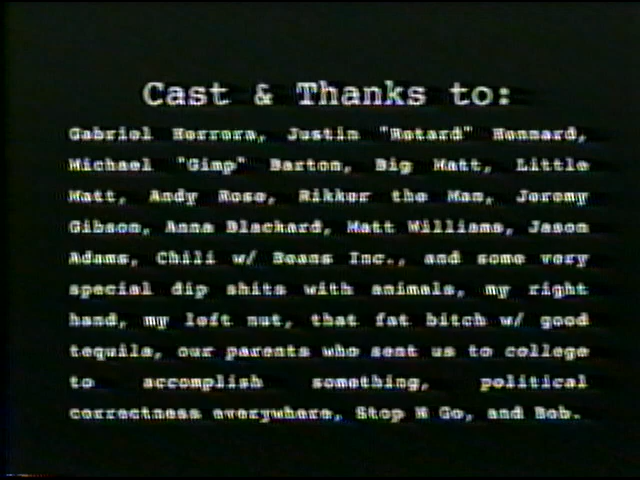 Cast & Thanks to:
Gabriel Herrera, Justin "Retard" Hennard,
Michael "Gimp" Barton, Big Matt, Little
Matt, Andy Rose, Rikker the Man, Jeremy
Gibson, Anna Blachard, Matt Williams, Jason
Adams, Chili w/ Beans Inc., and some very
special dip shits with animals, my right
hand, my left nut, that fat bitch w/ good
tequila, our parents who sent us to college
to accomplish something, political
correctness everywhere, Stop N Go, and Bob.